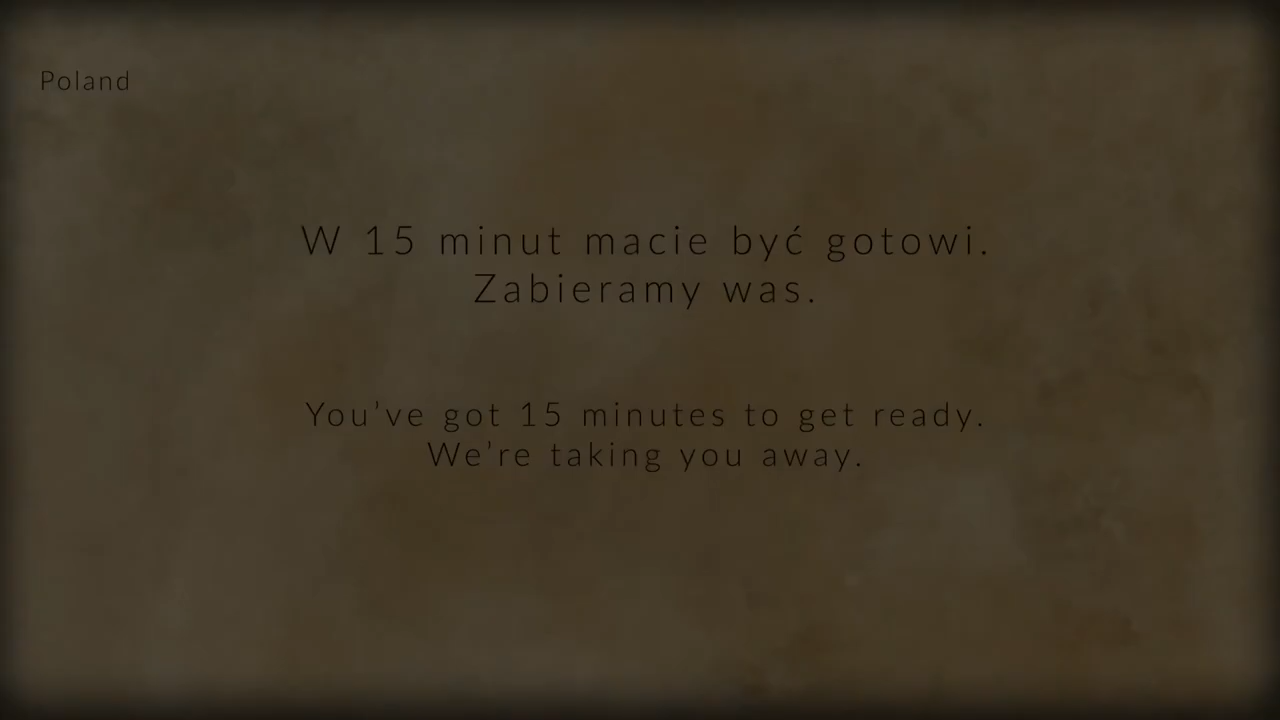 Poland
W 15 minut macie być gotowi.
Zabieramy was.
You’ve got 15 minutes to get ready.
We’re taking you away.